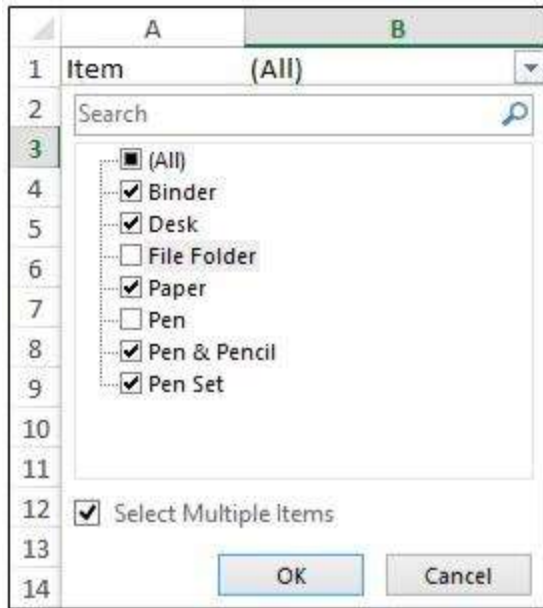 A B
1 Item (All)
2 Search
3 (All)
4 Binder
5 Desk
6 File Folder
7 Paper
Pen
8 Pen & Pencil
9 Pen Set
10
11
12 Select Multiple Items
13 OK Cancel
14